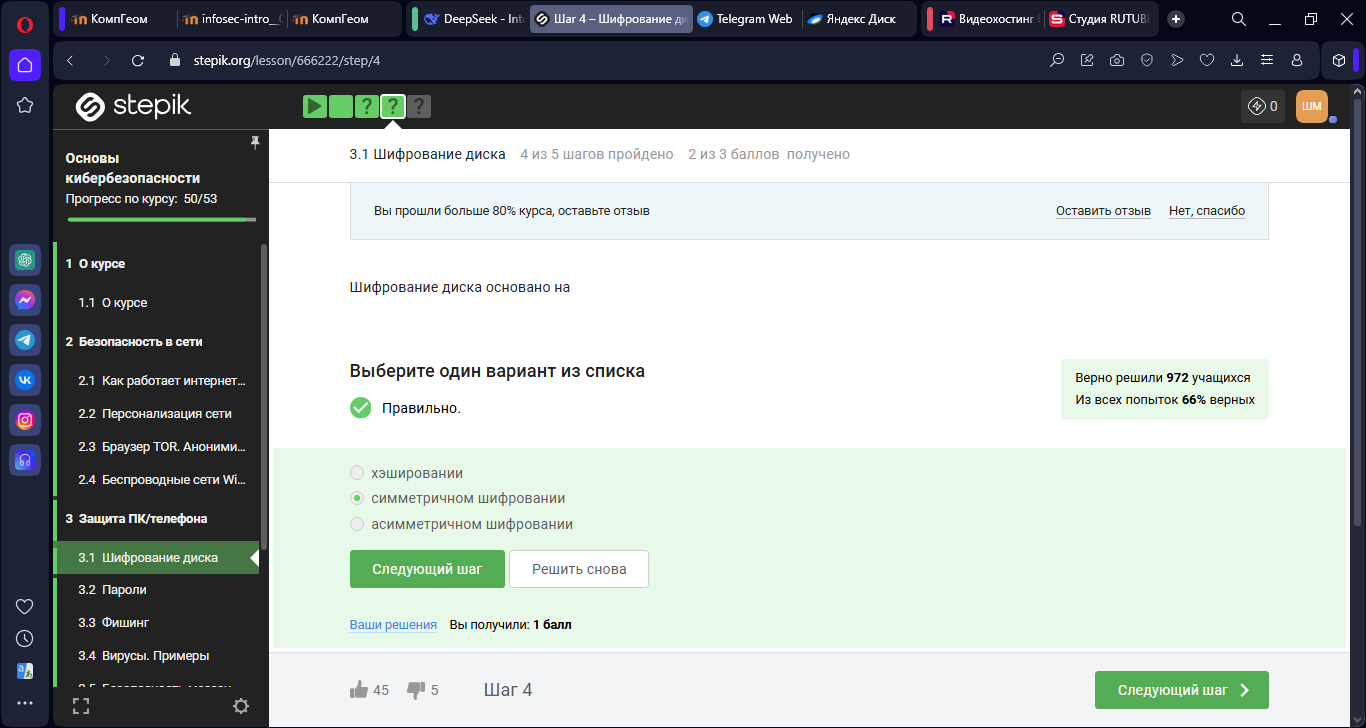 КомпГеом
infosec-intro_
КомпГеом
DeepSeek - Int
Шаг 4 – Шифрование ди
Telegram Web
Яндекс Диск
Видеохостинг
Студия RUTUBE
stepik.org/lesson/666222/step/4
stepik
? ? ?
0
ШМ
Основы
кибербезопасности
Прогресс по курсу: 50/53
1 О курсе
1.1 О курсе
2 Безопасность в сети
2.1 Как работает интернет...
2.2 Персонализация сети
2.3 Браузер TOR. Аноними...
2.4 Беспроводные сети Wi...
3 Защита ПК/телефона
3.1 Шифрование диска
3.2 Пароли
3.3 Фишинг
3.4 Вирусы. Примеры
3.1 Шифрование диска 4 из 5 шагов пройдено 2 из 3 баллов получено
Вы прошли больше 80% курса, оставьте отзыв
Оставить отзыв
Нет, спасибо
Шифрование диска основано на
Выберите один вариант из списка
Правильно.
Верно решили 972 учащихся
Из всех попыток 66% верных
хэшировании
симметричном шифровании
асимметричном шифровании
Следующий шаг
Решить снова
Ваши решения Вы получили: 1 балл
45 5 Шаг 4
Следующий шаг